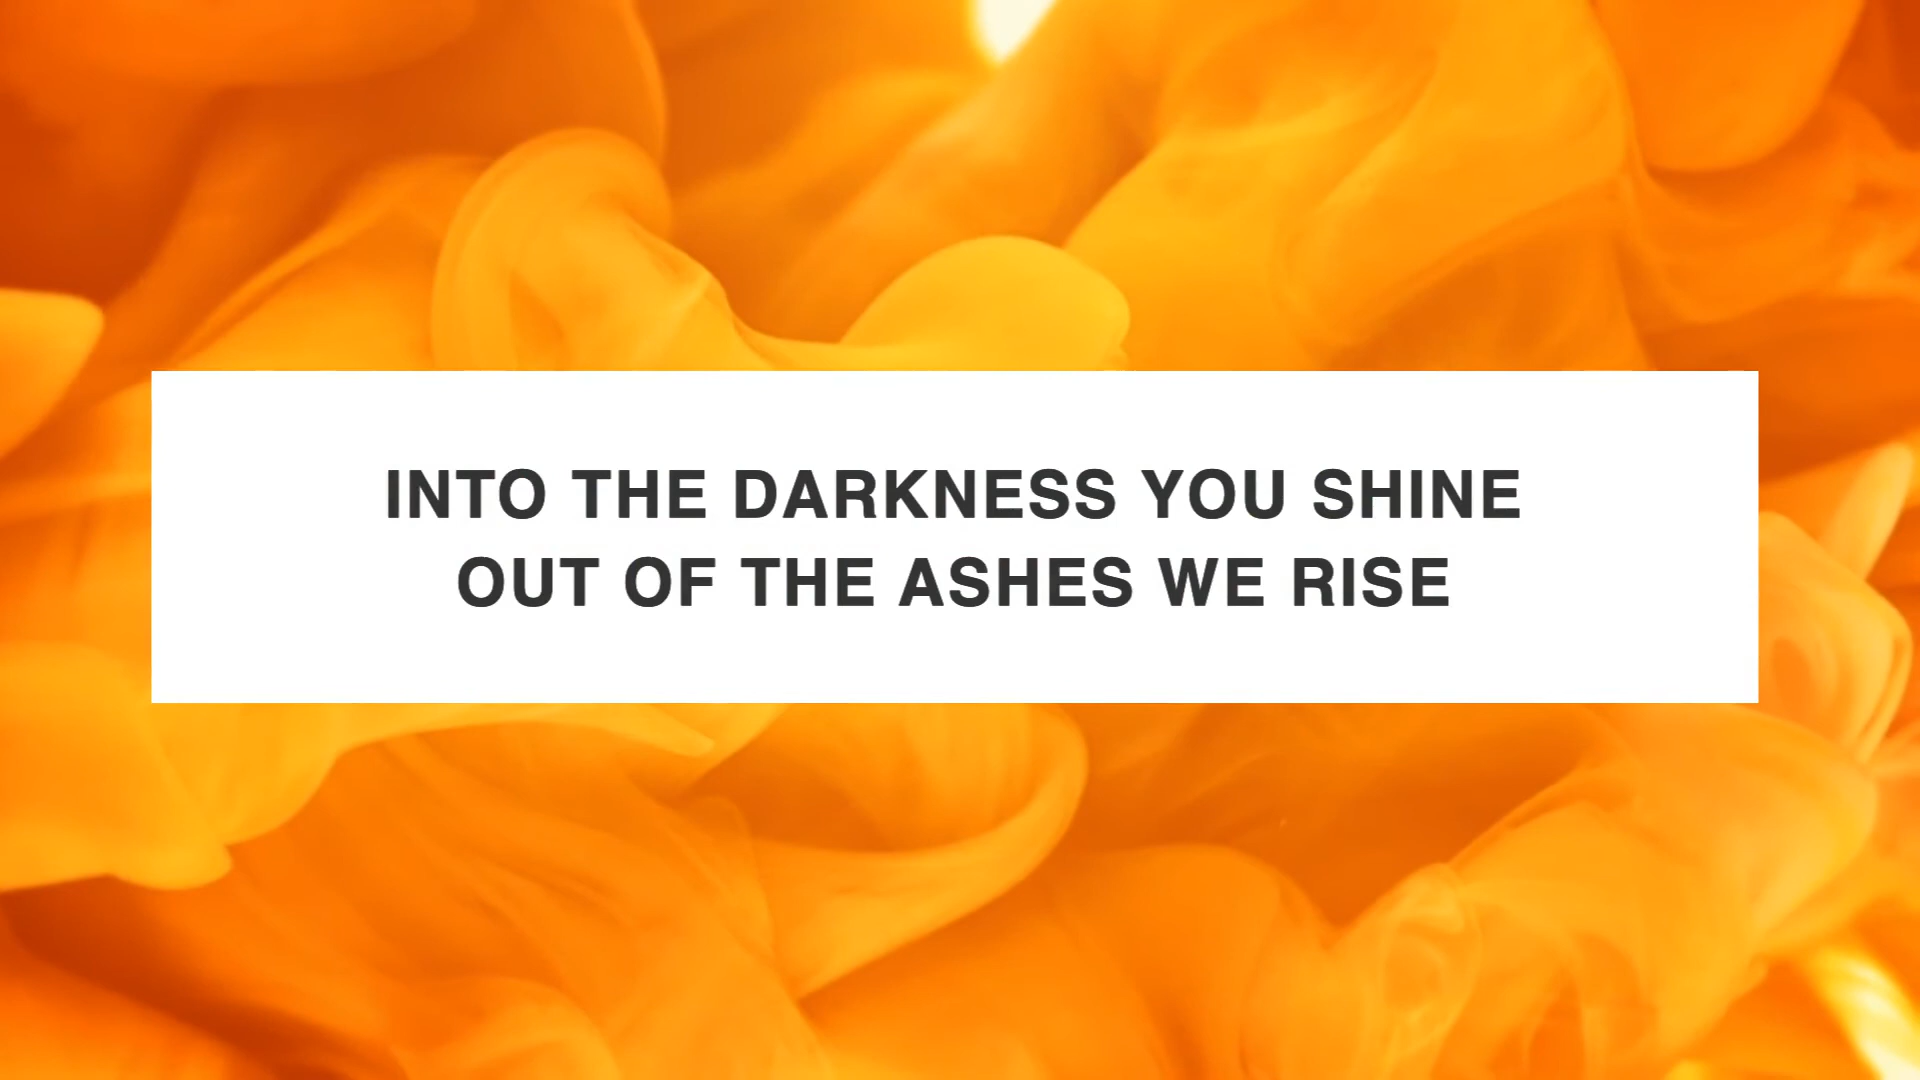 INTO THE DARKNESS YOU SHINE
OUT OF THE ASHES WE RISE